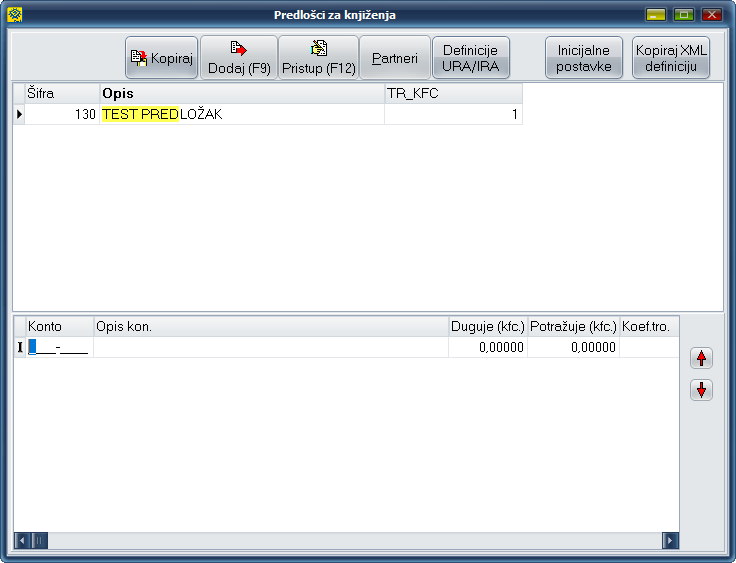 Predlošci za knjiženja
Kopiraj
Dodaj (F9)
Pristup (F12)
Partneri
Definicije
URA/IRA
Inicijalne
postavke
Kopiraj XML
definiciju
Šifra Opis TR_KFC
130 TEST PREDLOŽAK 1
Konto Opis kon. Duguje (kfc.) Potražuje (kfc.) Koef.tro.
____-____ 0,00000 0,00000